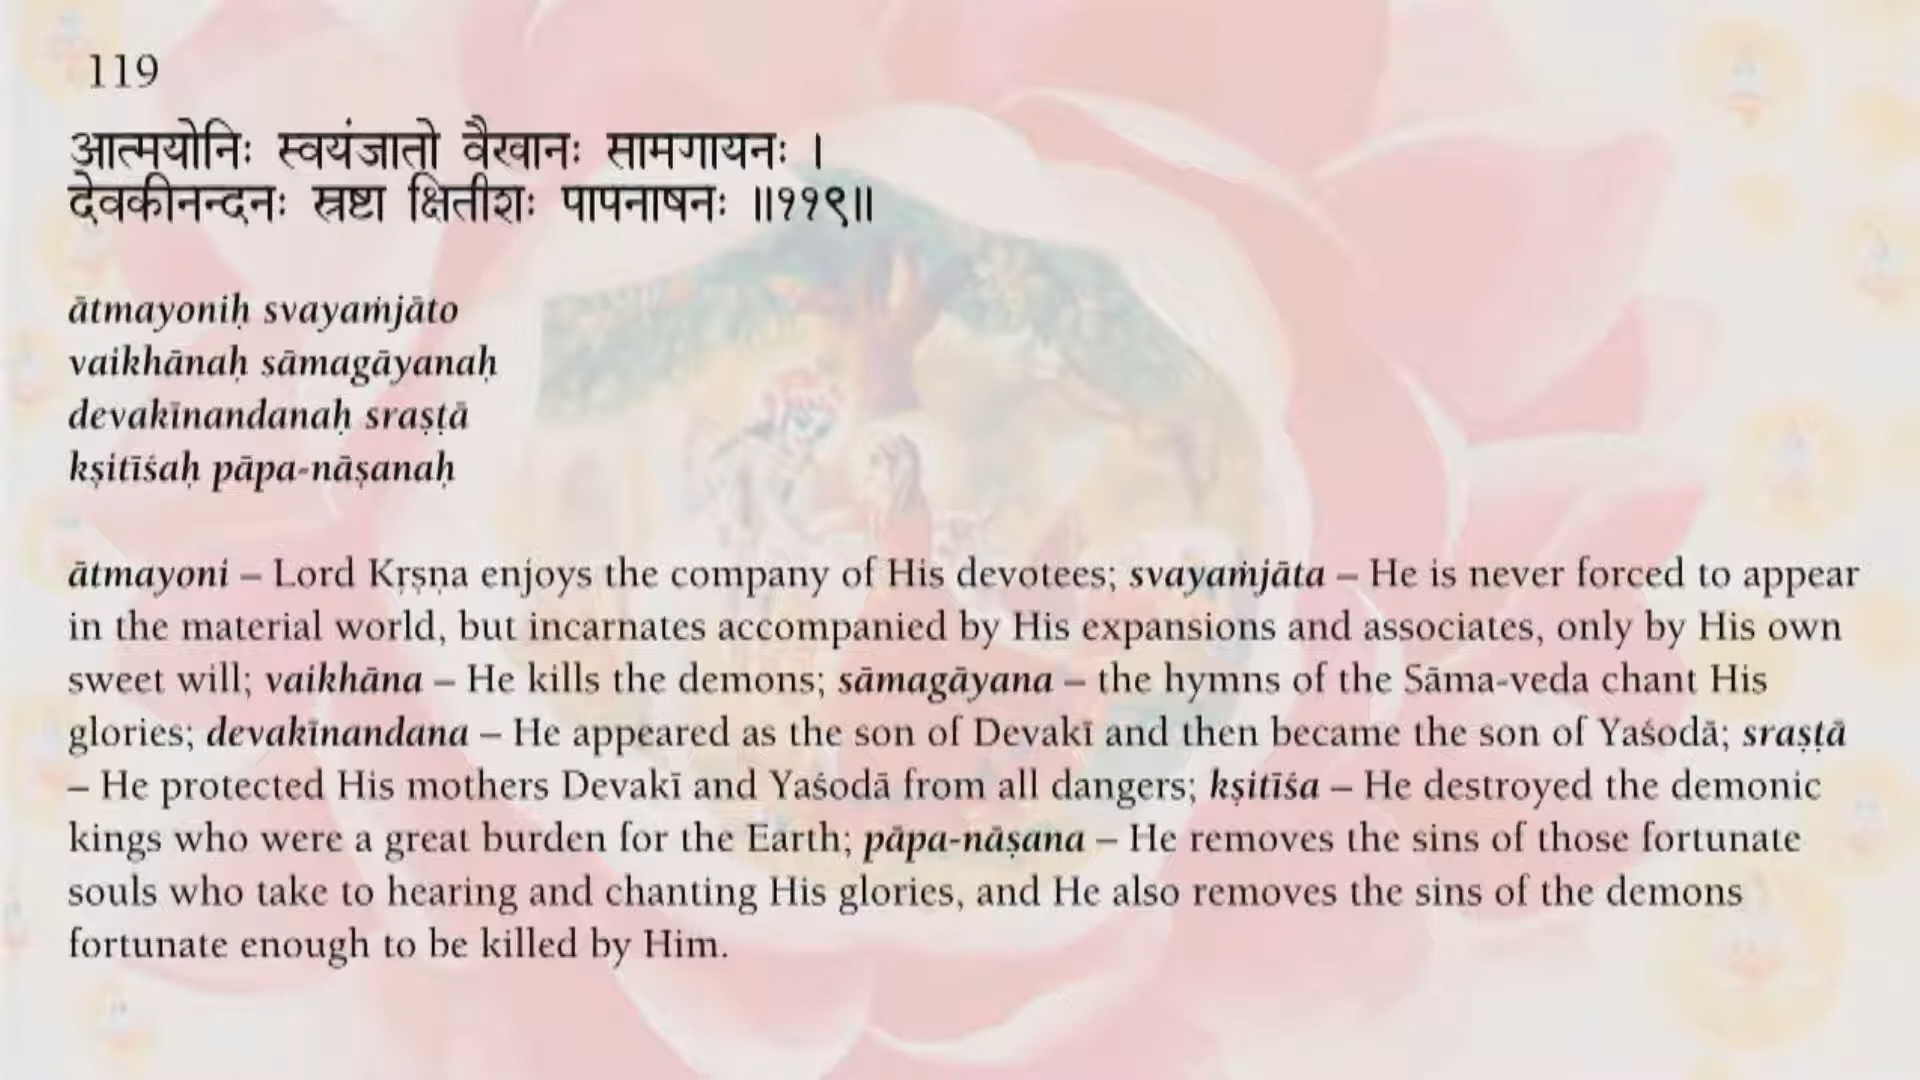 119
आत्मयोनिः स्वयंजातो वैखानः सामगायनः ।
देवकीनन्दनः स्रष्टा क्षितीशः पापनाषनः ॥११९॥
ātmayoniḥ svayaṁjāto
vaikhānaḥ sāmagāyanaḥ
devakīnandanaḥ sraṣṭā
kṣitīśaḥ pāpa-nāṣanaḥ
ātmayoni – Lord Kṛṣṇa enjoys the company of His devotees; svayaṁjāta – He is never forced to appear
in the material world, but incarnates accompanied by His expansions and associates, only by His own
sweet will; vaikhāna – He kills the demons; sāmagāyana – the hymns of the Sāma-veda chant His
glories; devakīnandana – He appeared as the son of Devakī and then became the son of Yaśodā; sraṣṭā
– He protected His mothers Devakī and Yaśodā from all dangers; kṣitīśa – He destroyed the demonic
kings who were a great burden for the Earth; pāpa-nāṣana – He removes the sins of those fortunate
souls who take to hearing and chanting His glories, and He also removes the sins of the demons
fortunate enough to be killed by Him.